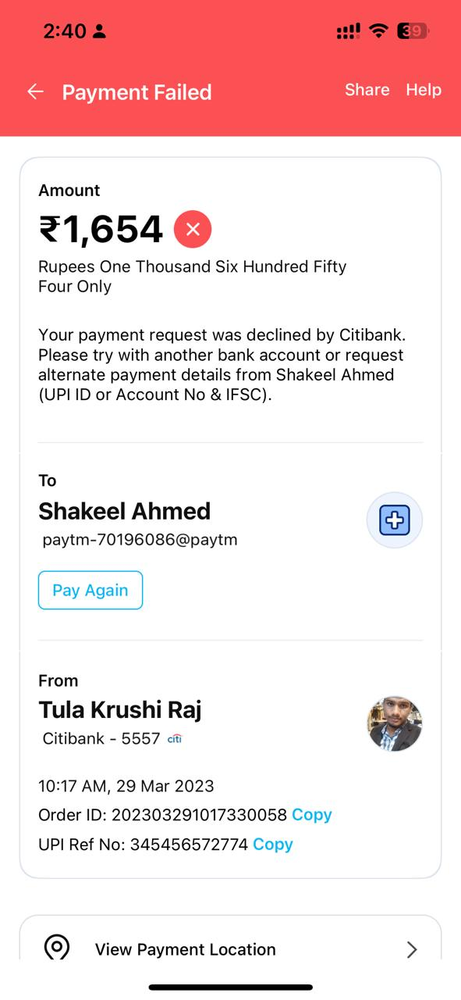 2:40
39
Payment Failed
Share Help
Amount
₹1,654
Rupees One Thousand Six Hundred Fifty
Four Only
Your payment request was declined by Citibank.
Please try with another bank account or request
alternate payment details from Shakeel Ahmed
(UPI ID or Account No & IFSC).
To
Shakeel Ahmed
paytm-70196086@paytm
Pay Again
From
Tula Krushi Raj
Citibank - 5557 citi
10:17 AM, 29 Mar 2023
Order ID: 202303291017330058 Copy
UPI Ref No: 345456572774 Copy
View Payment Location